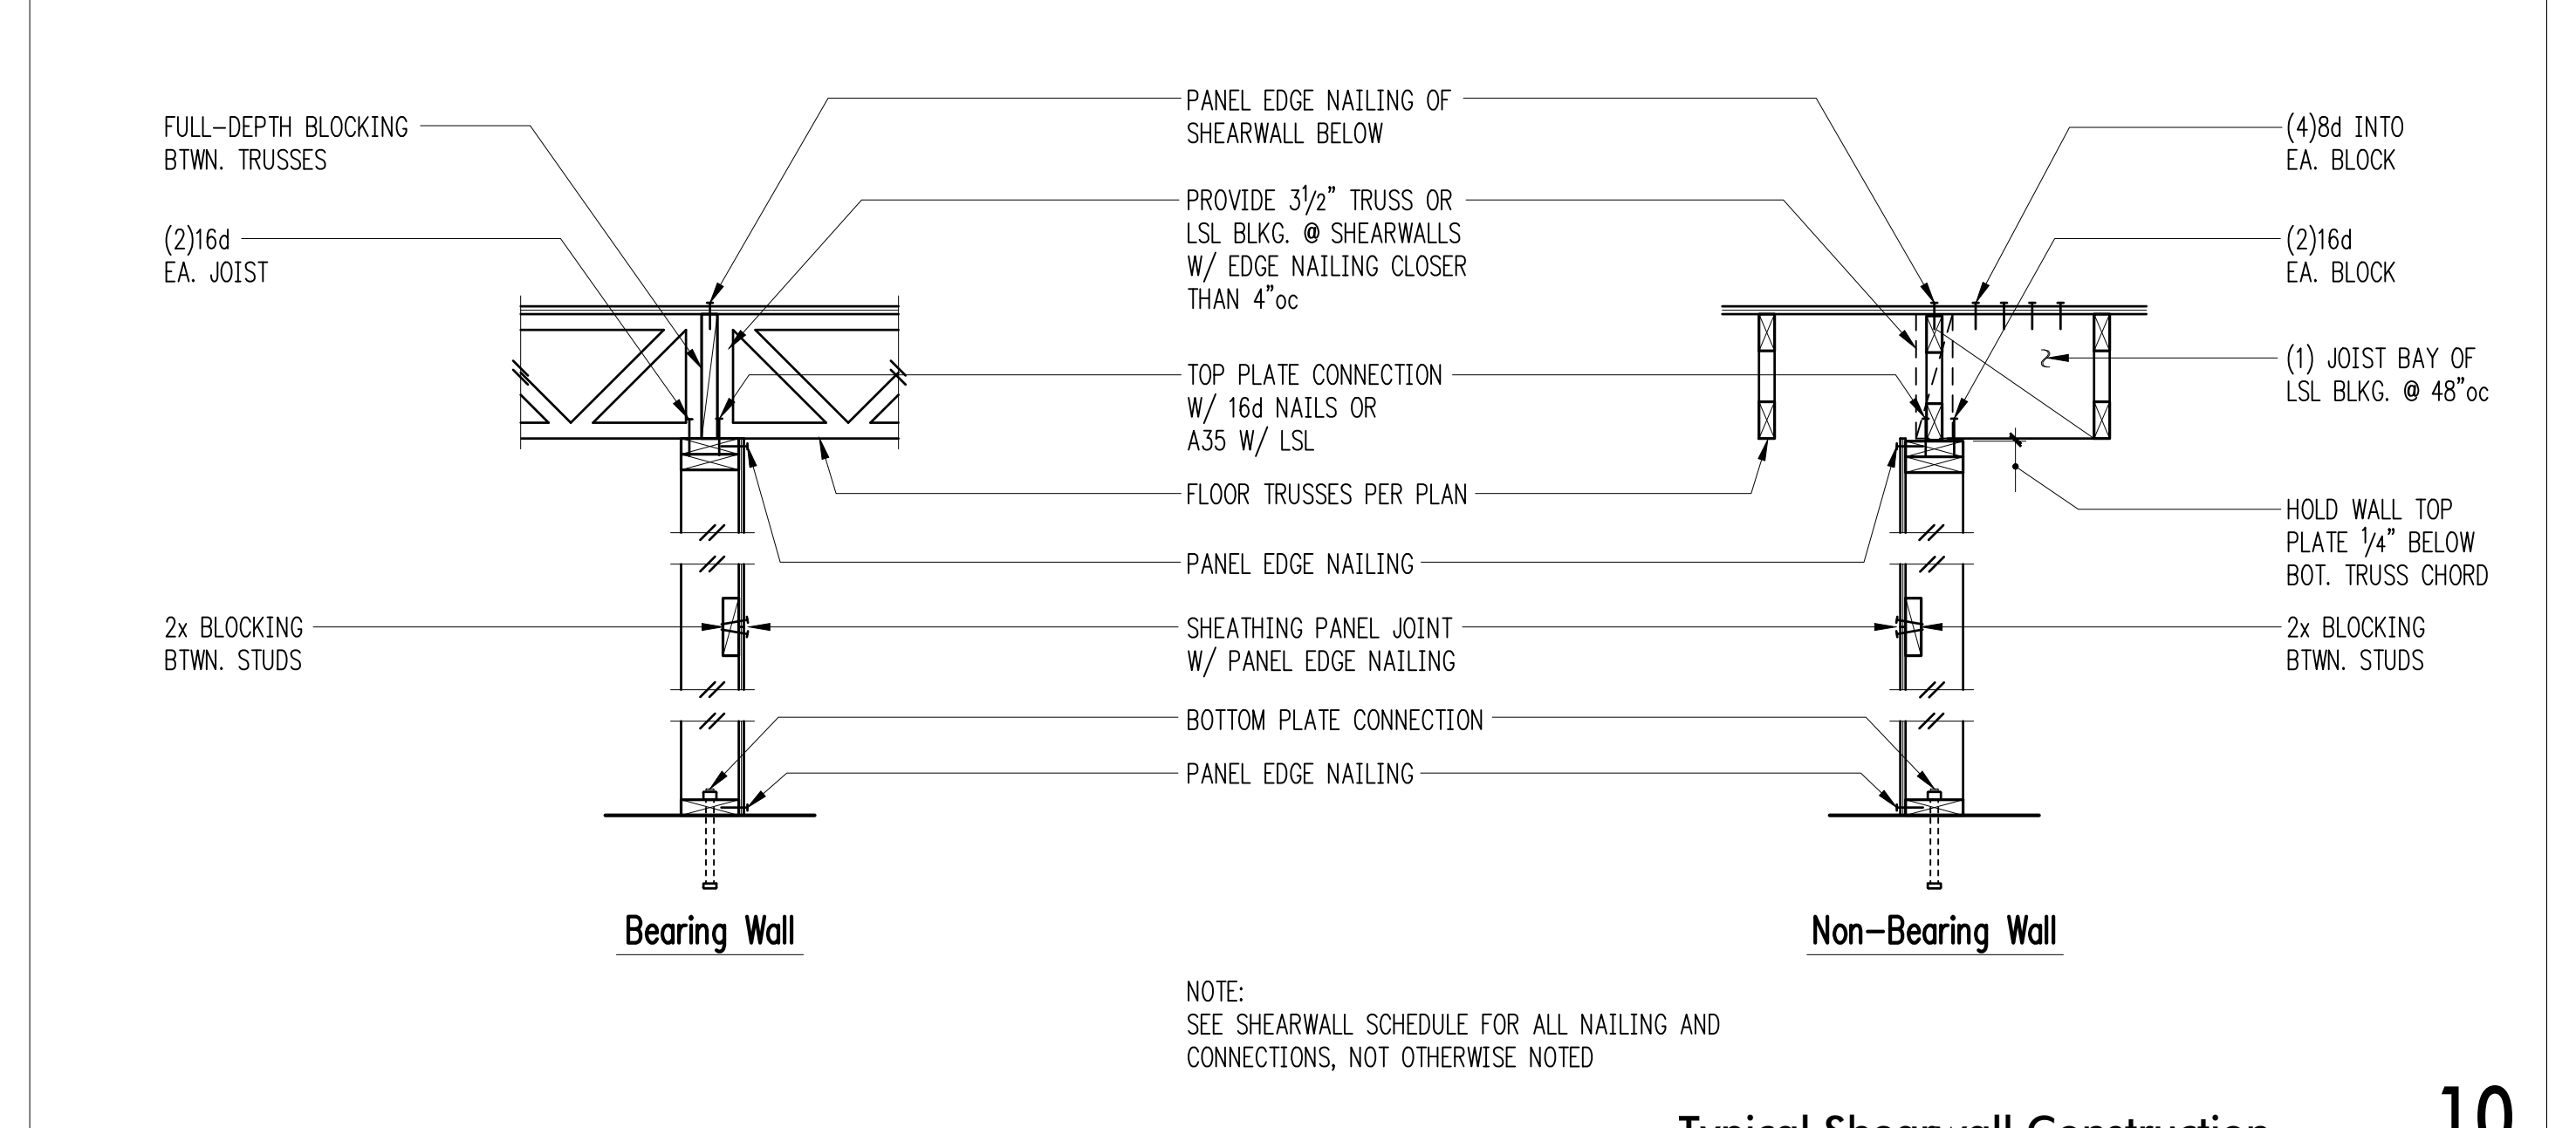 FULL-DEPTH BLOCKING
BTWN. TRUSSES
(2)16d
EA. JOIST
2x BLOCKING
BTWN. STUDS
PANEL EDGE NAILING OF
SHEARWALL BELOW
PROVIDE 3 1/2" TRUSS OR
LSL BLKG. @ SHEARWALLS
W/ EDGE NAILING CLOSER
THAN 4"oc
TOP PLATE CONNECTION
W/ 16d NAILS OR
A35 W/ LSL
FLOOR TRUSSES PER PLAN
PANEL EDGE NAILING
SHEATHING PANEL JOINT
W/ PANEL EDGE NAILING
BOTTOM PLATE CONNECTION
PANEL EDGE NAILING
(4)8d INTO
EA. BLOCK
(2)16d
EA. BLOCK
(1) JOIST BAY OF
LSL BLKG. @ 48"oc
HOLD WALL TOP
PLATE 1/4" BELOW
BOT. TRUSS CHORD
2x BLOCKING
BTWN. STUDS
Bearing Wall
Non-Bearing Wall
NOTE:
SEE SHEARWALL SCHEDULE FOR ALL NAILING AND
CONNECTIONS, NOT OTHERWISE NOTED
Typical Shearwall Construction
10